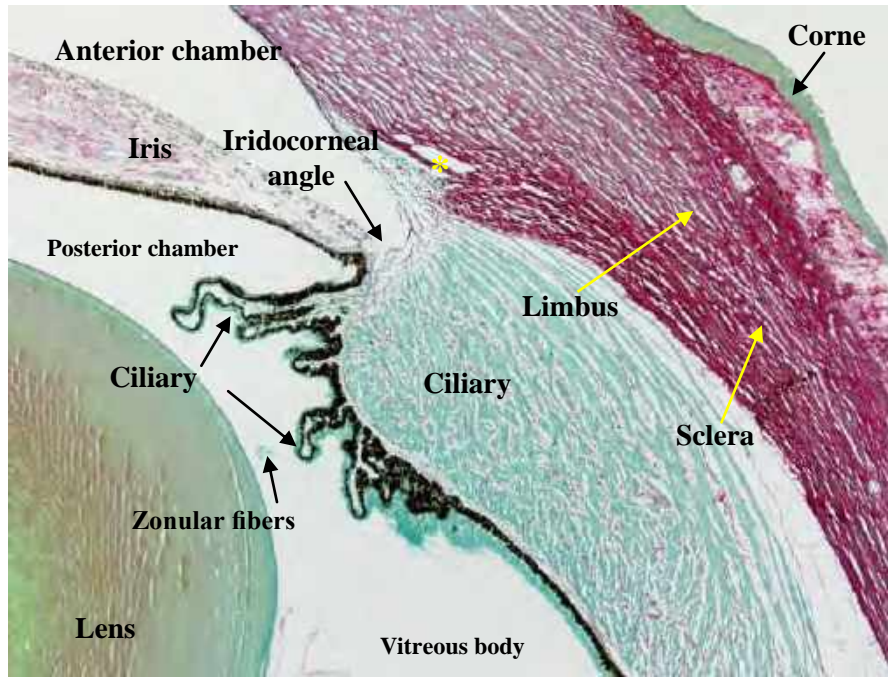 Anterior chamber
Corne
Iris
Iridocorneal
angle
*
Posterior chamber
Limbus
Ciliary
Ciliary
Sclera
Zonular fibers
Lens
Vitreous body